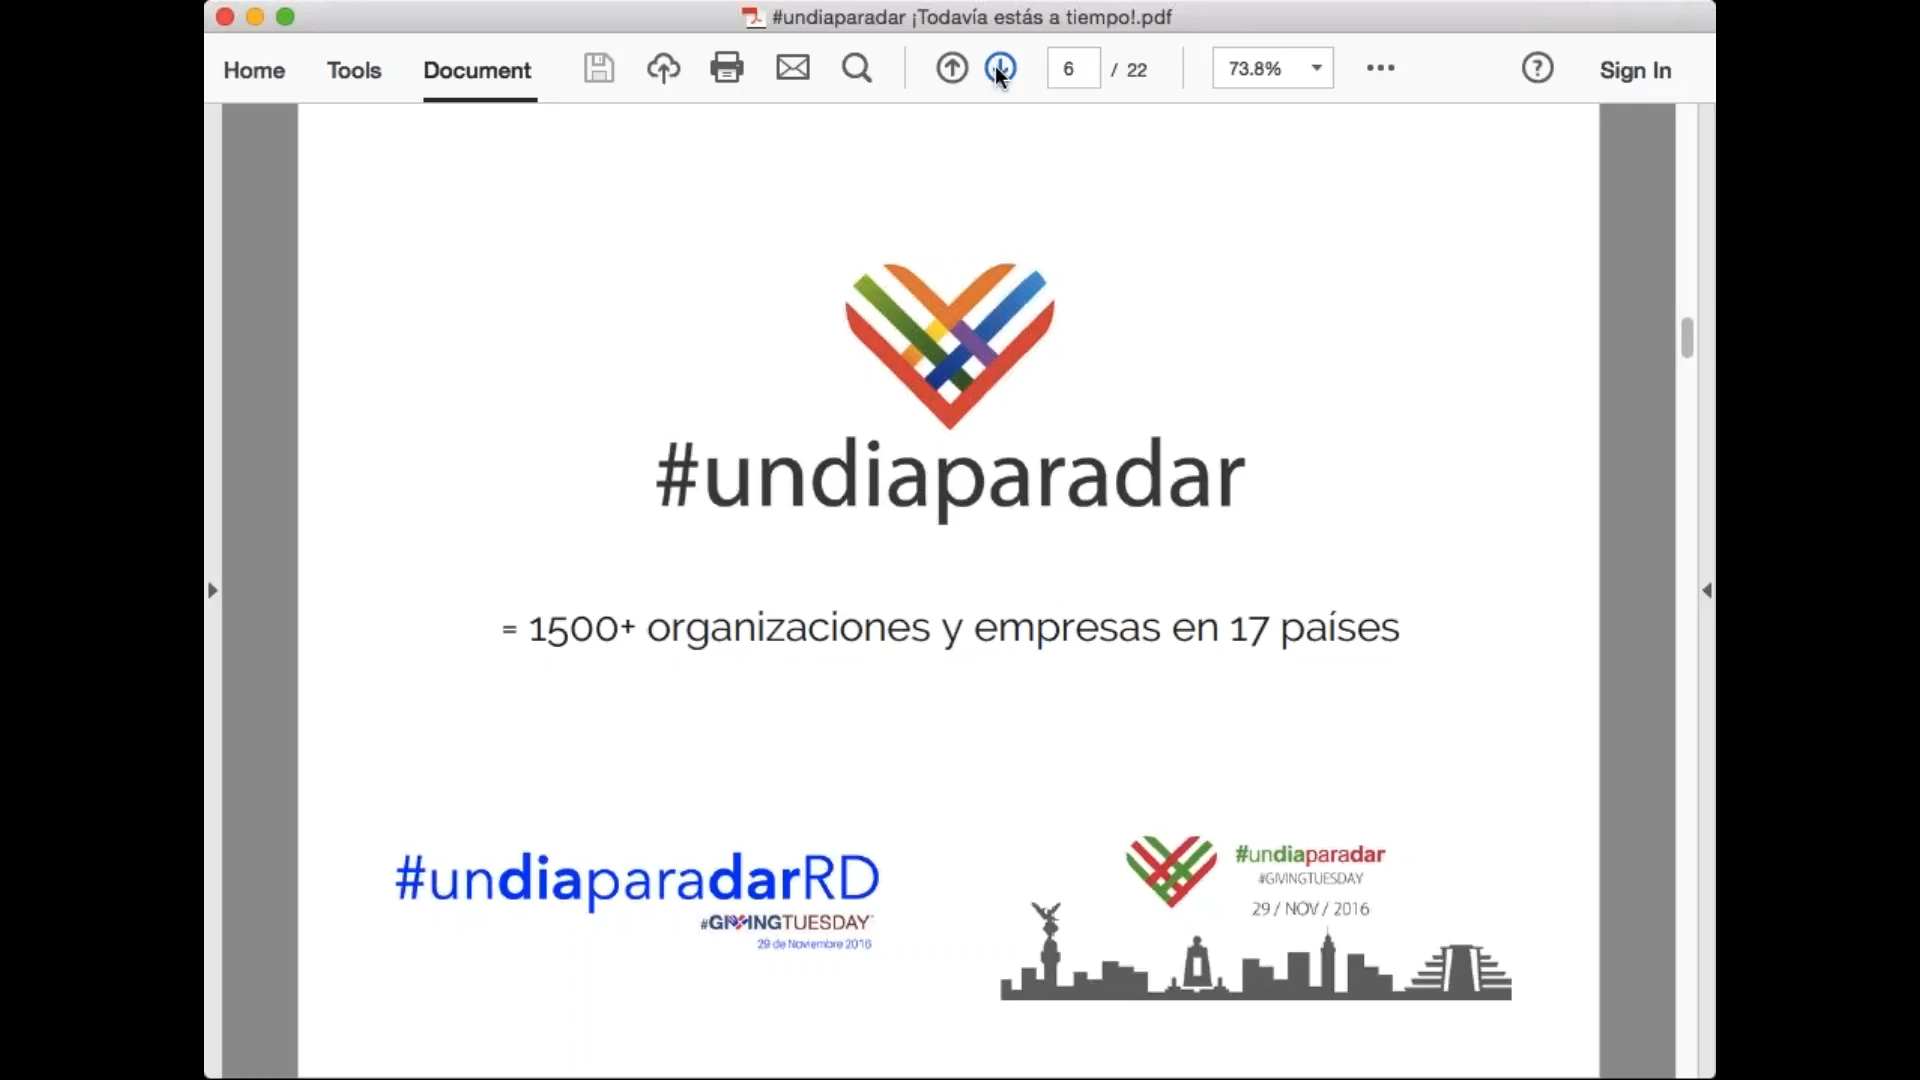 #undiaparadar ¡Todavía estás a tiempo!.pdf
Home Tools Document 6 / 22 73.8% Sign In
#undiaparadar
= 1500+ organizaciones y empresas en 17 países
#undiaparadarRD
#GIVINGTUESDAY
29 de Noviembre 2016
#undiaparadar
#GIVINGTUESDAY
29 / NOV / 2016